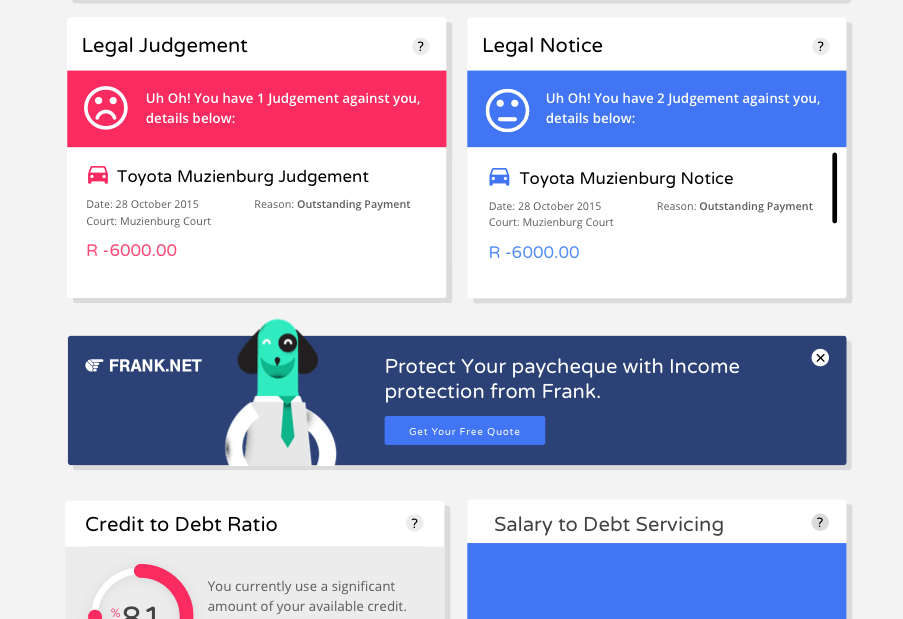 Legal Judgement
?
Uh Oh! You have 1 Judgement against you,
details below:
Toyota Muzienburg Judgement
Date: 28 October 2015
Reason: Outstanding Payment
Court: Muzienburg Court
R -6000.00
Legal Notice
?
Uh Oh! You have 2 Judgement against you,
details below:
Toyota Muzienburg Notice
Date: 28 October 2015
Reason: Outstanding Payment
Court: Muzienburg Court
R -6000.00
FRANK.NET
Protect Your paycheque with Income
protection from Frank.
Get Your Free Quote
Credit to Debt Ratio
?
You currently use a significant
amount of your available credit.
% 81
Salary to Debt Servicing
?